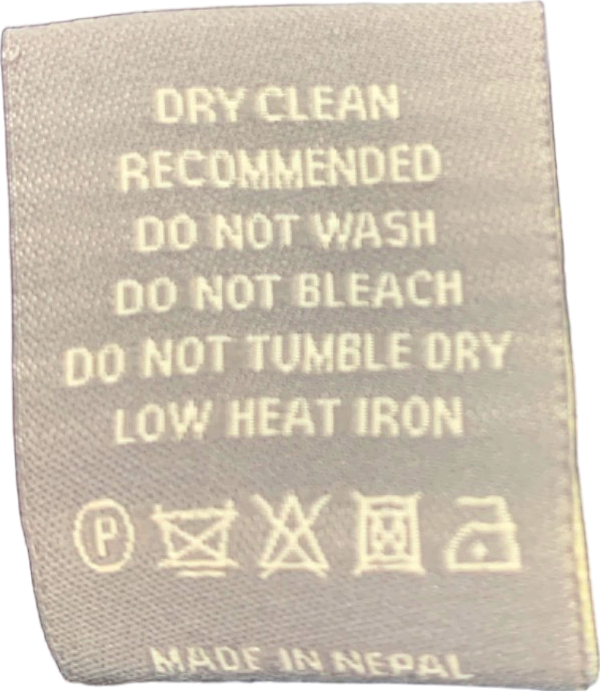 DRY CLEAN
RECOMMENDED
DO NOT WASH
DO NOT BLEACH
DO NOT TUMBLE DRY
LOW HEAT IRON
P
MADE IN NEPAL